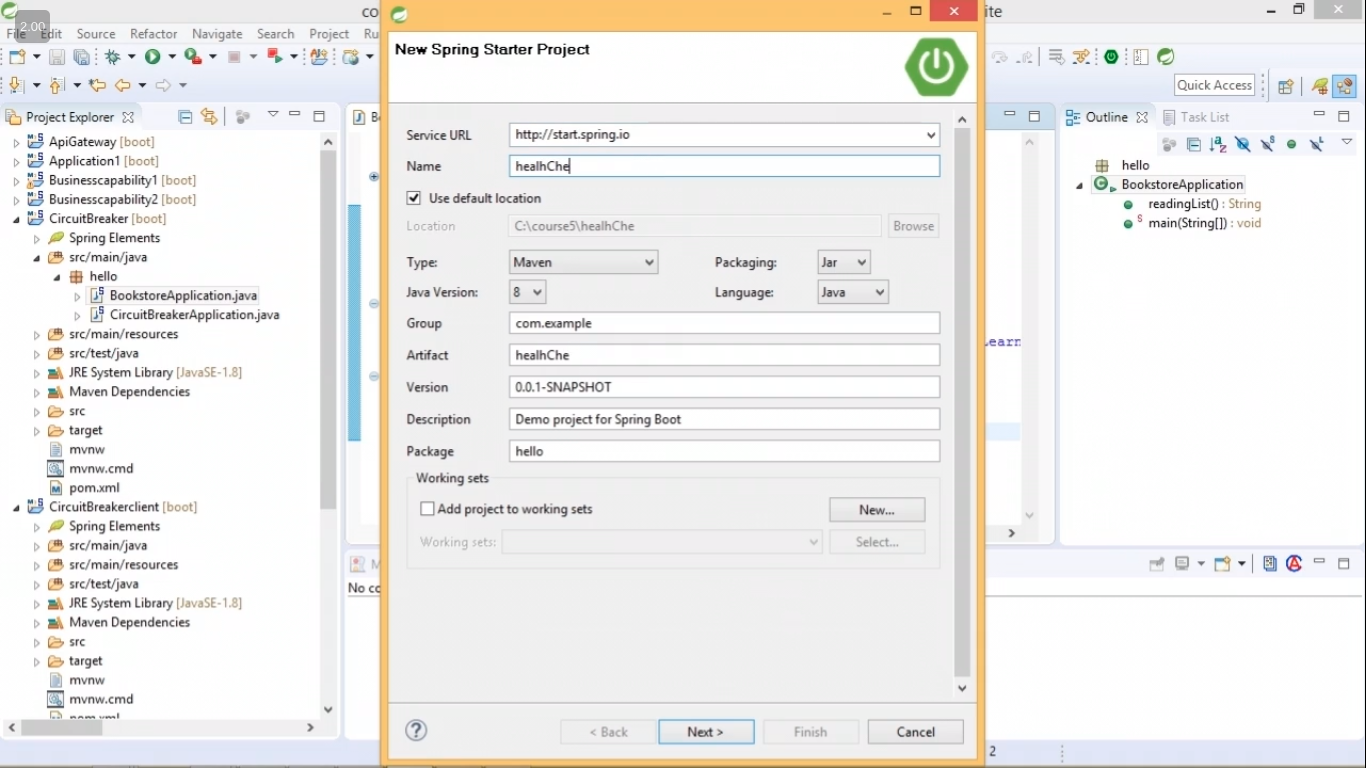 2.00
co
ite
File Edit Source Refactor Navigate Search Project Ru
Quick Access
Project Explorer
ApiGateway [boot]
Application1 [boot]
Businesscapability1 [boot]
Businesscapability2 [boot]
CircuitBreaker [boot]
Spring Elements
src/main/java
hello
BookstoreApplication.java
CircuitBreakerApplication.java
src/main/resources
src/test/java
JRE System Library [JavaSE-1.8]
Maven Dependencies
src
target
mvnw
mvnw.cmd
pom.xml
CircuitBreakerclient [boot]
Spring Elements
src/main/java
src/main/resources
src/test/java
JRE System Library [JavaSE-1.8]
Maven Dependencies
src
target
mvnw
mvnw.cmd
pom.xml
New Spring Starter Project
Service URL http://start.spring.io
Name healhChe
Use default location
Location C:\course5\healhChe Browse
Type: Maven Packaging: Jar
Java Version: 8 Language: Java
Group com.example
Artifact healhChe
Version 0.0.1-SNAPSHOT
Description Demo project for Spring Boot
Package hello
Working sets
Add project to working sets New...
Working sets: Select...
< Back Next > Finish Cancel
B
M
No co
earn
Outline Task List
hello
BookstoreApplication
readingList() : String
main(String[]) : void
2